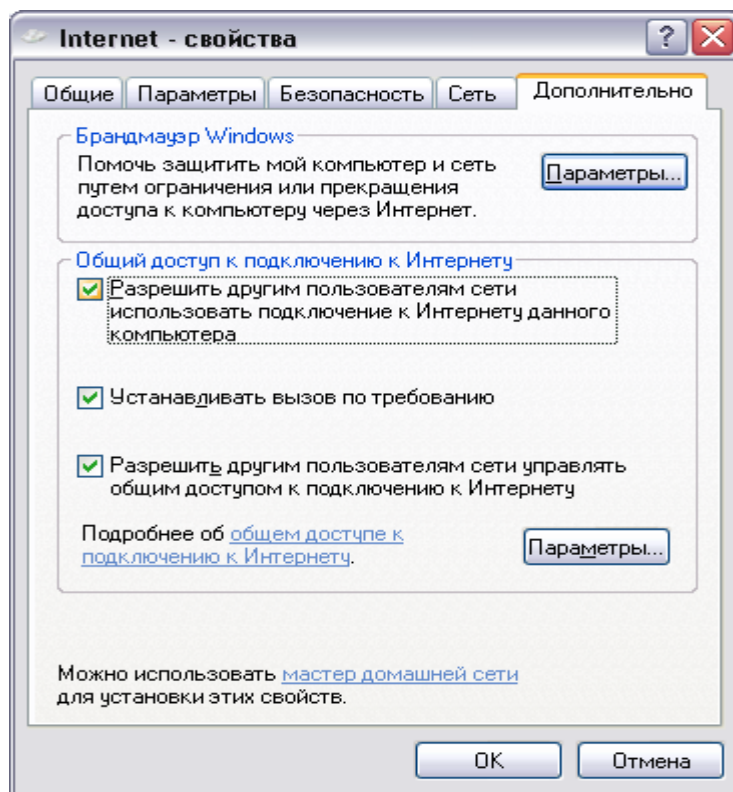 Internet - свойства
Общие Параметры Безопасность Сеть Дополнительно
Брандмауэр Windows
Помочь защитить мой компьютер и сеть
путем ограничения или прекращения
доступа к компьютеру через Интернет.
Параметры...
Общий доступ к подключению к Интернету
Разрешить другим пользователям сети
использовать подключение к Интернету данного
компьютера
Устанавливать вызов по требованию
Разрешить другим пользователям сети управлять
общим доступом к подключению к Интернету
Подробнее об общем доступе к
подключению к Интернету.
Параметры...
Можно использовать мастер домашней сети
для установки этих свойств.
OK Отмена